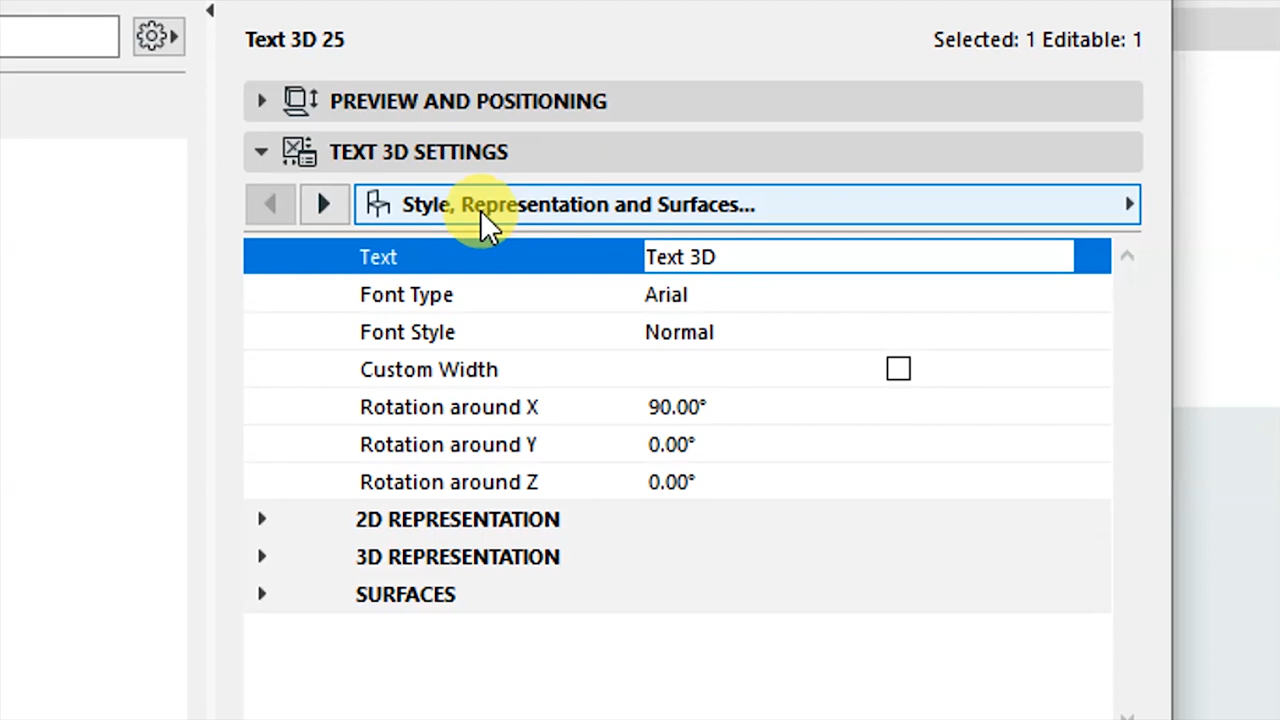 Text 3D 25
Selected: 1 Editable: 1
PREVIEW AND POSITIONING
TEXT 3D SETTINGS
Style, Representation and Surfaces...
Text Text 3D
Font Type Arial
Font Style Normal
Custom Width
Rotation around X 90.00°
Rotation around Y 0.00°
Rotation around Z 0.00°
2D REPRESENTATION
3D REPRESENTATION
SURFACES